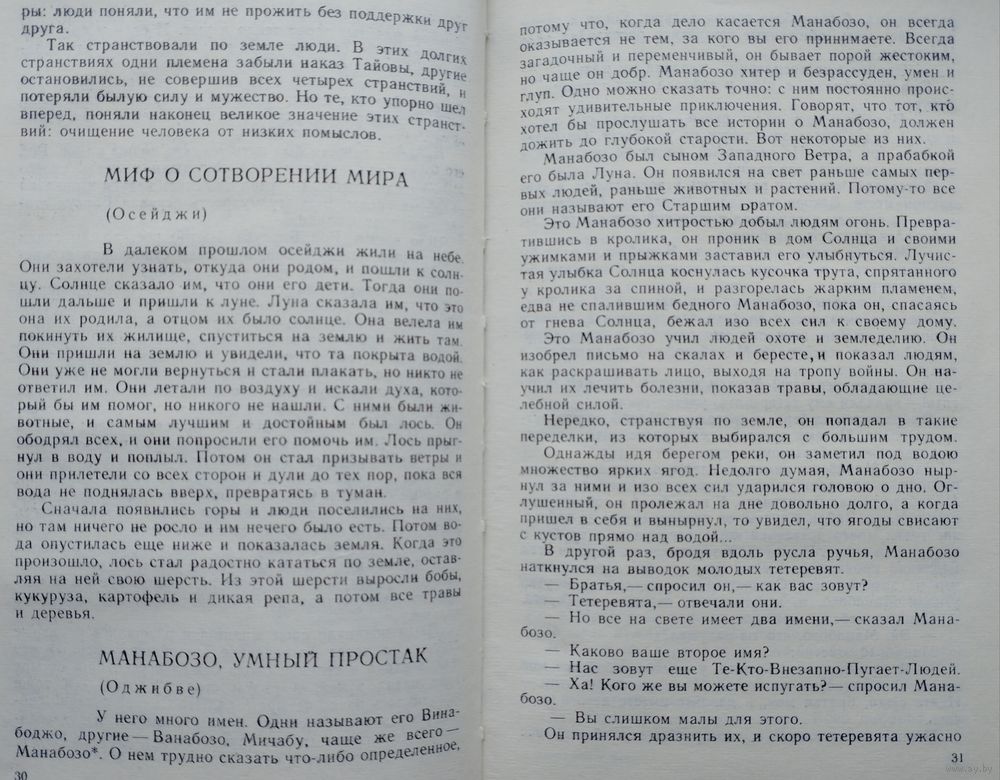 ры: люди поняли, что им не прожить без поддержки друг
друга.
Так странствовали по земле люди. В этих долгих
странствиях одни племена забыли наказ Тайовы, другие
остановились, не совершив всех четырех странствий, и
потеряли былую силу и мужество. Но те, кто упорно шел
вперед, поняли наконец великое значение этих странст-
вий: очищение человека от низких помыслов.
МИФ О СОТВОРЕНИИ МИРА
(Осейджи)
В далеком прошлом осейджи жили на небе.
Они захотели узнать, откуда они родом, и пошли к солн-
цу. Солнце сказало им, что они его дети. Тогда они по-
шли дальше и пришли к луне. Луна сказала им, что это
она их родила, а отцом их было солнце. Она велела им
покинуть их жилище, спуститься на землю и жить там.
Они пришли на землю и увидели, что та покрыта водой.
Они уже не могли вернуться и стали плакать, но никто не
ответил им. Они летали по воздуху и искали духа, кото-
рый бы им помог, но никого не нашли. С ними были жи-
вотные, и самым лучшим и достойным был лось. Он
ободрял всех, и они попросили его помочь им. Лось прыг-
нул в воду и поплыл. Потом он стал призывать ветры и
они прилетели со всех сторон и дули до тех пор, пока вся
вода не поднялась вверх, превратясь в туман.
Сначала появились горы и люди поселились на них,
но там ничего не росло и им нечего было есть. Потом во-
да опустилась еще ниже и показалась земля. Когда это
произошло, лось стал радостно кататься по земле, остав-
ляя на ней свою шерсть. Из этой шерсти выросли бобы,
кукуруза, картофель и дикая репа, а потом все травы
и деревья.
МАНАБОЗО, УМНЫЙ ПРОСТАК
(Оджибве)
У него много имен. Одни называют его Вина-
боджо, другие — Ванабозо, Мичабу, чаще же всего —
Манабозо*. О нем трудно сказать что-либо определенное,
30
потому что, когда дело касается Манабозо, он всегда
оказывается не тем, за кого вы его принимаете. Всегда
загадочный и переменчивый, он бывает порой жестоким,
но чаще он добр. Манабозо хитер и безрассуден, умен и
глуп. Одно можно сказать точно: с ним постоянно проис-
ходят удивительные приключения. Говорят, что тот, кто
хотел бы прослушать все истории о Манабозо, должен
дожить до глубокой старости. Вот некоторые из них.
Манабозо был сыном Западного Ветра, а прабабкой
его была Луна. Он появился на свет раньше самых пер-
вых людей, раньше животных и растений. Потому-то все
они называют его Старшим Братом.
Это Манабозо хитростью добыл людям огонь. Превра-
тившись в кролика, он проник в дом Солнца и своими
ужимками и прыжками заставил его улыбнуться. Лучис-
тая улыбка Солнца коснулась кусочка трута, спрятанного
у кролика за спиной, и разгорелась жарким пламенем,
едва не спалившим бедного Манабозо, пока он, спасаясь
от гнева Солнца, бежал изо всех сил к своему дому.
Это Манабозо учил людей охоте и земледелию. Он
изобрел письмо на скалах и бересте, и показал людям,
как раскрашивать лицо, выходя на тропу войны. Он на-
учил их лечить болезни, показав травы, обладающие це-
лебной силой.
Нередко, странствуя по земле, он попадал в такие
переделки, из которых выбирался с большим трудом.
Однажды идя берегом реки, он заметил под водою
множество ярких ягод. Недолго думая, Манабозо ныр-
нул за ними и изо всех сил ударился головою о дно. Ог-
лушенный, он пролежал на дне довольно долго, а когда
пришел в себя и вынырнул, то увидел, что ягоды свисают
с кустов прямо над водой...
В другой раз, бродя вдоль русла ручья, Манабозо
наткнулся на выводок молодых тетеревят.
— Братья,— спросил он,— как вас зовут?
— Тетеревята,— отвечали они.
— Но все на свете имеет два имени,— сказал Мана-
бозо.
— Каково ваше второе имя?
— Нас зовут еще Те-Кто-Внезапно-Пугает-Людей.
— Ха! Кого же вы можете испугать?— спросил Мана-
бозо.
— Вы слишком малы для этого.
Он принялся дразнить их, и скоро тетеревята ужасно
31
www.ay.by